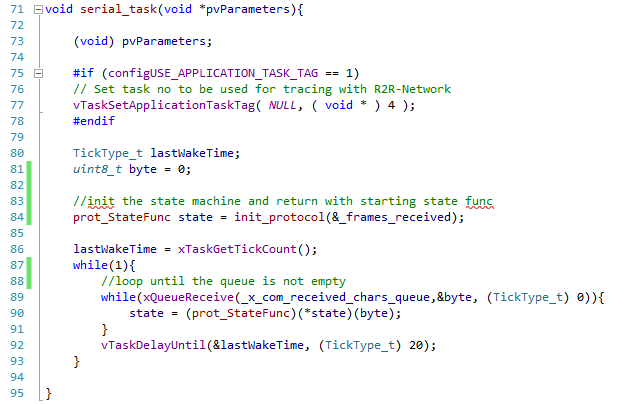 71 void serial_task(void *pvParameters){
72
73 (void) pvParameters;
74
75 #if (configUSE_APPLICATION_TASK_TAG == 1)
76 // Set task no to be used for tracing with R2R-Network
77 vTaskSetApplicationTaskTag( NULL, ( void * ) 4 );
78 #endif
79
80 TickType_t lastWakeTime;
81 uint8_t byte = 0;
82
83 //init the state machine and return with starting state func
84 prot_StateFunc state = init_protocol(&_frames_received);
85
86 lastWakeTime = xTaskGetTickCount();
87 while(1){
88 //loop until the queue is not empty
89 while(xQueueReceive(_x_com_received_chars_queue,&byte, (TickType_t) 0)){
90 state = (prot_StateFunc)(*state)(byte);
91 }
92 vTaskDelayUntil(&lastWakeTime, (TickType_t) 20);
93 }
94
95 }